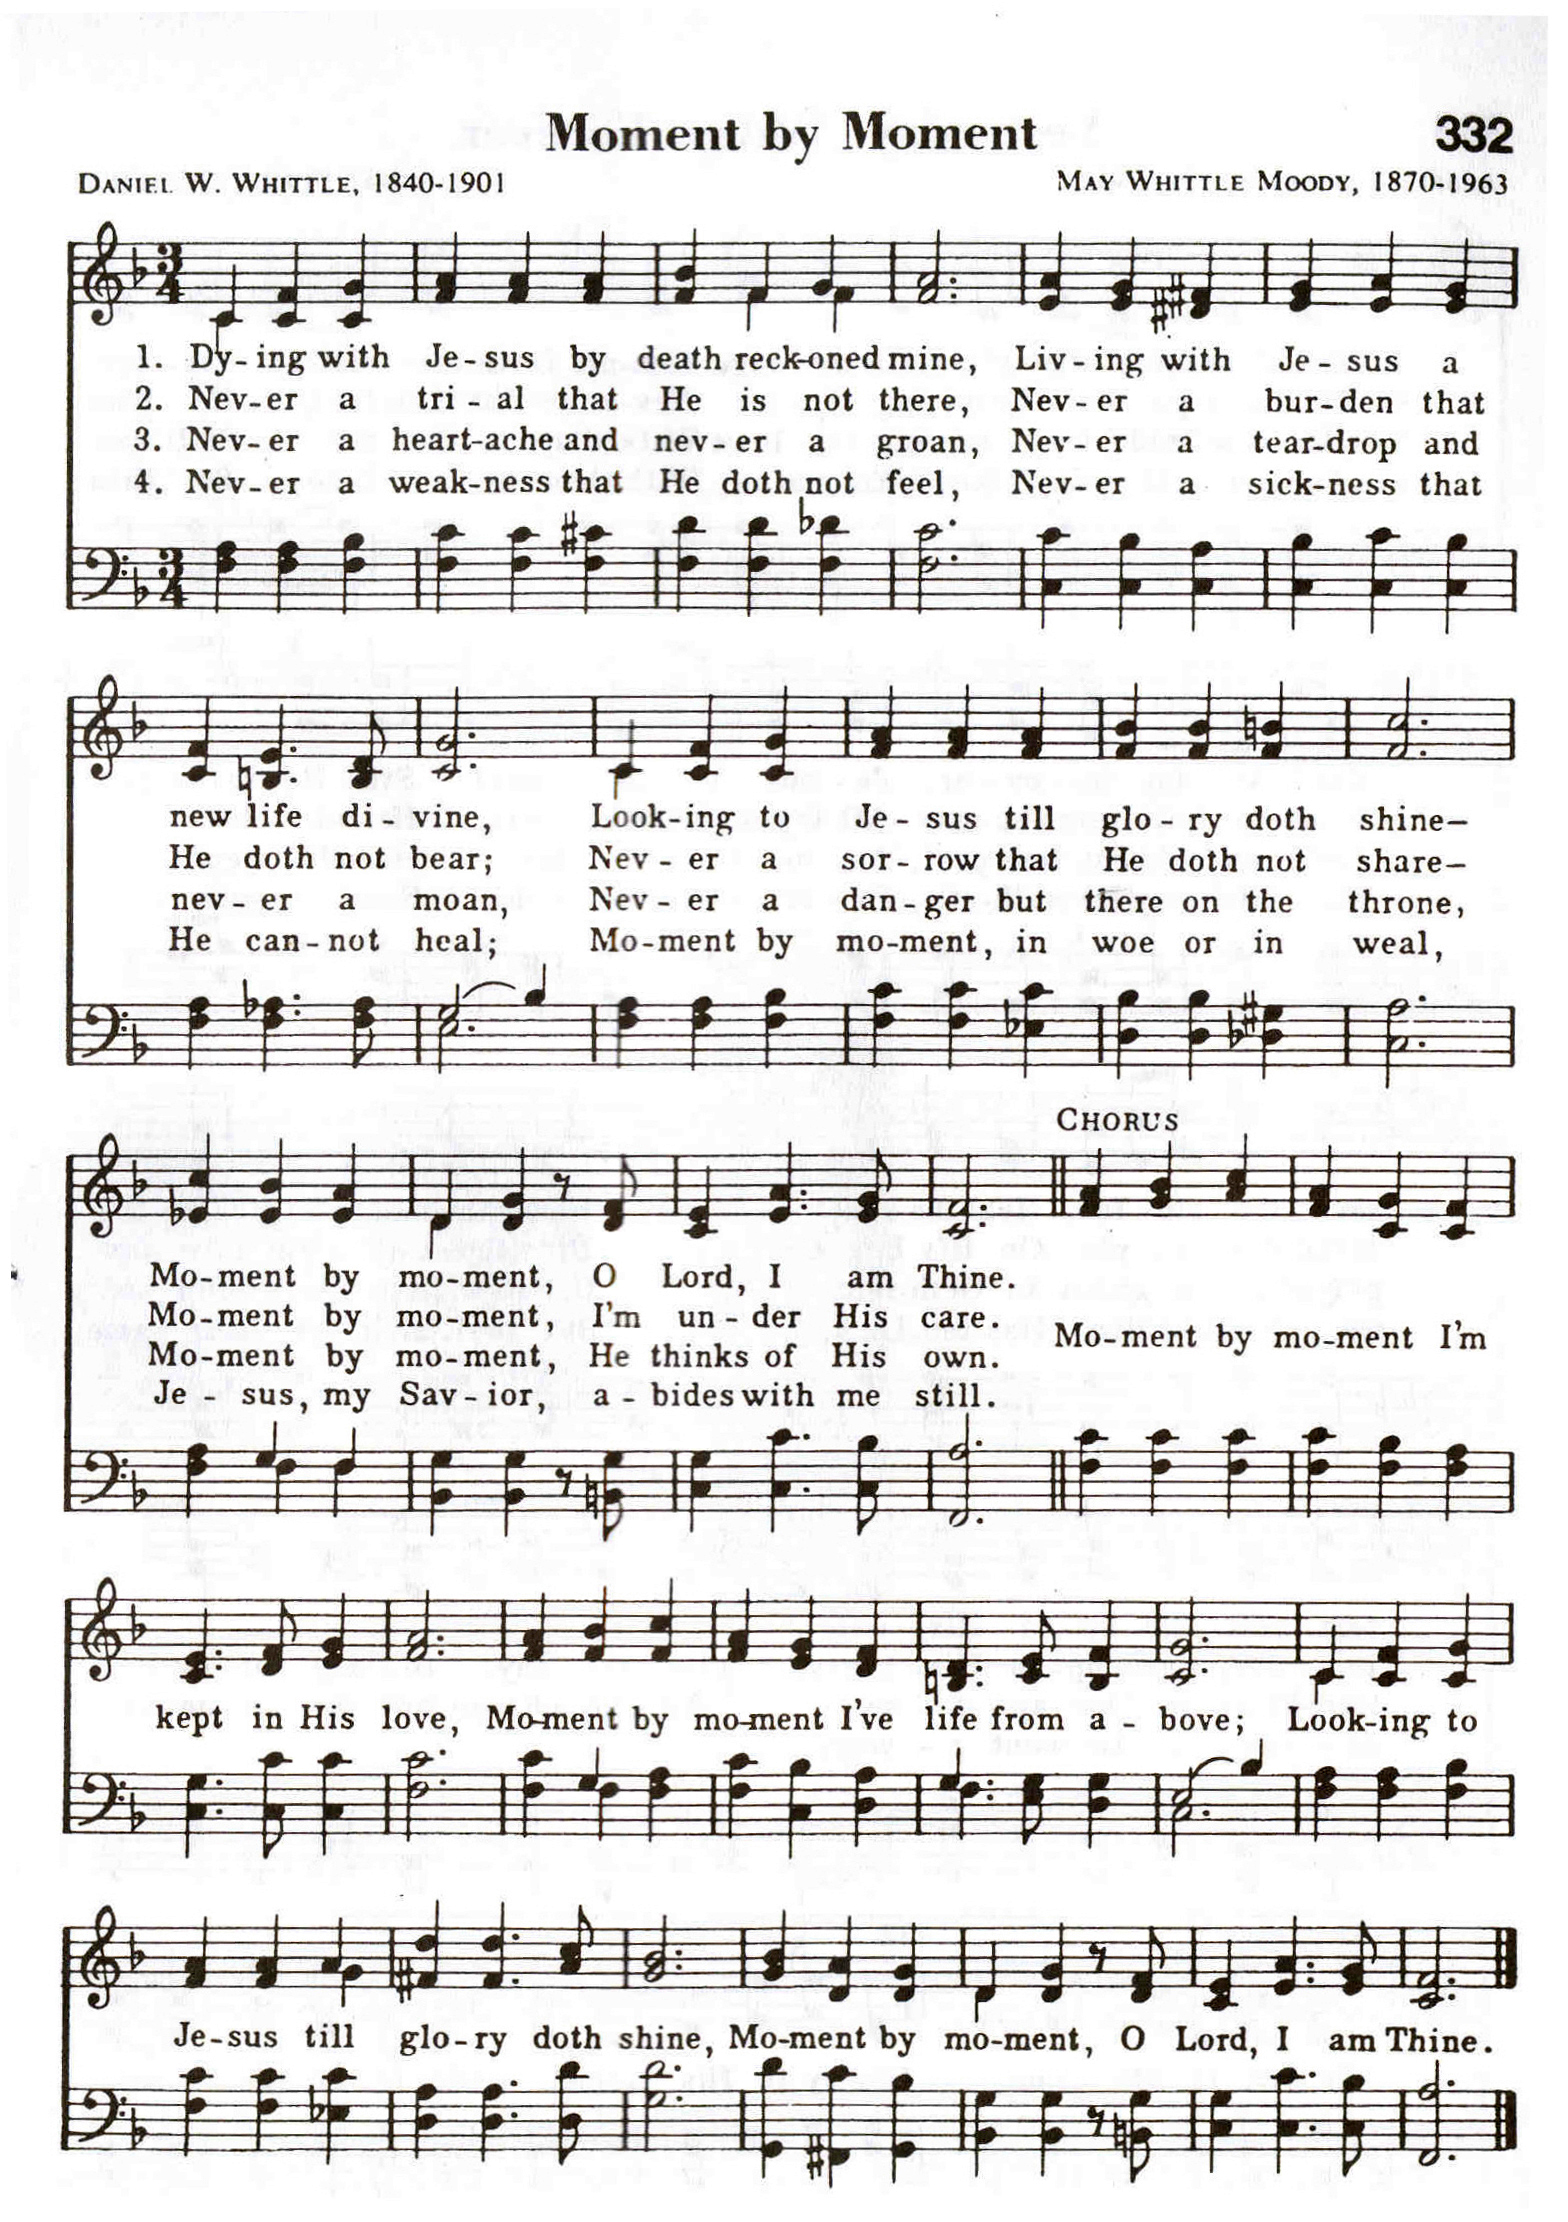 Moment by Moment 332
DANIEL W. WHITTLE, 1840-1901 MAY WHITTLE MOODY, 1870-1963
1. Dy-ing with Je-sus by death reck-oned mine, Liv-ing with Je-sus a
2. Nev-er a tri-al that He is not there, Nev-er a bur-den that
3. Nev-er a heart-ache and nev-er a groan, Nev-er a tear-drop and
4. Nev-er a weak-ness that He doth not feel, Nev-er a sick-ness that
new life di-vine, Look-ing to Je-sus till glo-ry doth shine—
He doth not bear; Nev-er a sor-row that He doth not share—
nev-er a moan, Nev-er a dan-ger but there on the throne,
He can-not heal; Mo-ment by mo-ment, in woe or in weal,
CHORUS
Mo-ment by mo-ment, O Lord, I am Thine.
Mo-ment by mo-ment, I'm un-der His care.
Mo-ment by mo-ment, He thinks of His own.
Je-sus, my Sav-ior, a-bides with me still.
Mo-ment by mo-ment I'm
kept in His love, Mo-ment by mo-ment I've life from a-bove; Look-ing to
Je-sus till glo-ry doth shine, Mo-ment by mo-ment, O Lord, I am Thine.